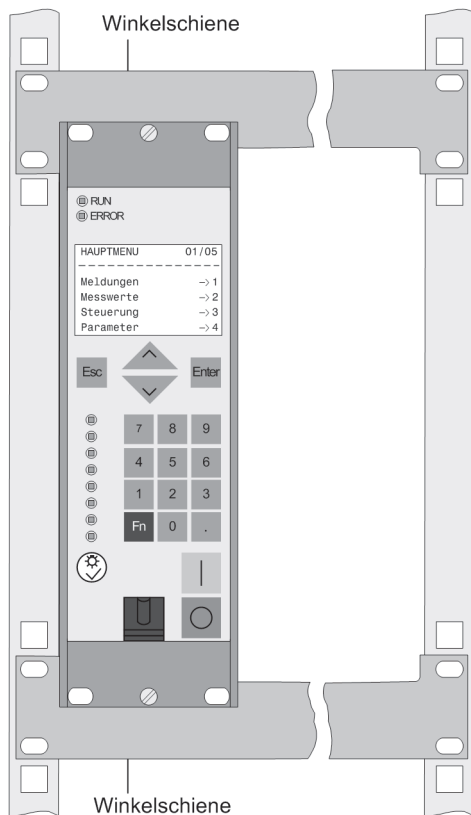 Winkelschiene
RUN
ERROR
HAUPTMENU 01/05
Meldungen –> 1
Messwerte –> 2
Steuerung –> 3
Parameter –> 4
Esc Enter
7 8 9
4 5 6
1 2 3
Fn 0 .
Winkelschiene